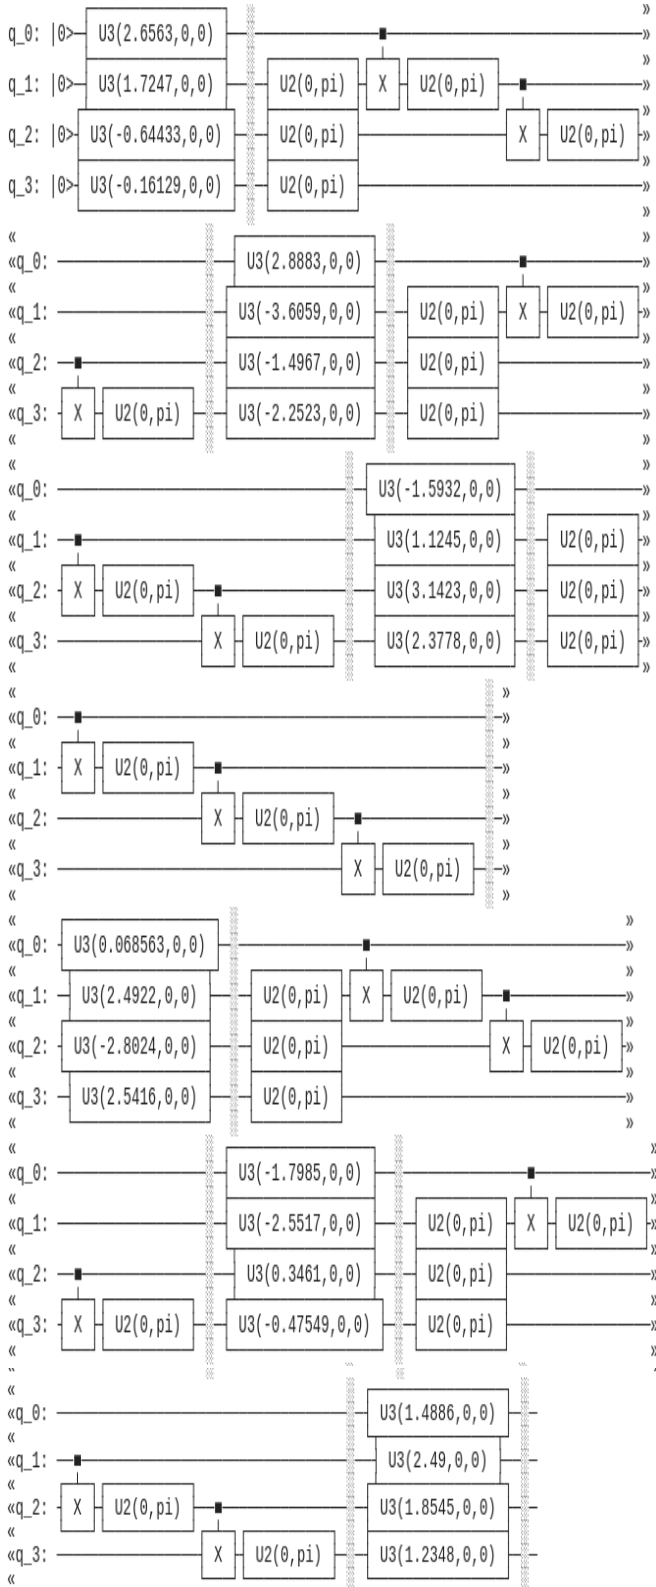 »
q_0: |0> U3(2.6563,0,0) »
»
q_1: |0> U3(1.7247,0,0) U2(0,pi) X U2(0,pi) »
q_2: |0> U3(-0.64433,0,0) U2(0,pi) X U2(0,pi) »
q_3: |0> U3(-0.16129,0,0) U2(0,pi) »
»
« »
«q_0: U3(2.8883,0,0) »
« »
«q_1: U3(-3.6059,0,0) U2(0,pi) X U2(0,pi) »
« »
«q_2: U3(-1.4967,0,0) U2(0,pi) »
« »
«q_3: X U2(0,pi) U3(-2.2523,0,0) U2(0,pi) »
« »
« »
«q_0: U3(-1.5932,0,0) »
« »
«q_1: U3(1.1245,0,0) U2(0,pi) »
« »
«q_2: X U2(0,pi) U3(3.1423,0,0) U2(0,pi) »
« »
«q_3: X U2(0,pi) U3(2.3778,0,0) U2(0,pi) »
« »
« »
«q_0: »
« »
«q_1: X U2(0,pi) »
« »
«q_2: X U2(0,pi) »
« »
«q_3: X U2(0,pi) »
« »
« »
«q_0: U3(0.068563,0,0) »
« »
«q_1: U3(2.4922,0,0) U2(0,pi) X U2(0,pi) »
« »
«q_2: U3(-2.8024,0,0) U2(0,pi) X U2(0,pi) »
« »
«q_3: U3(2.5416,0,0) U2(0,pi) »
« »
« »
«q_0: U3(-1.7985,0,0) »
« »
«q_1: U3(-2.5517,0,0) U2(0,pi) X U2(0,pi) »
« »
«q_2: U3(0.3461,0,0) U2(0,pi) »
« »
«q_3: X U2(0,pi) U3(-0.47549,0,0) U2(0,pi) »
« »
«
«q_0: U3(1.4886,0,0)
«
«q_1: U3(2.49,0,0)
«
«q_2: X U2(0,pi) U3(1.8545,0,0)
«
«q_3: X U2(0,pi) U3(1.2348,0,0)
«